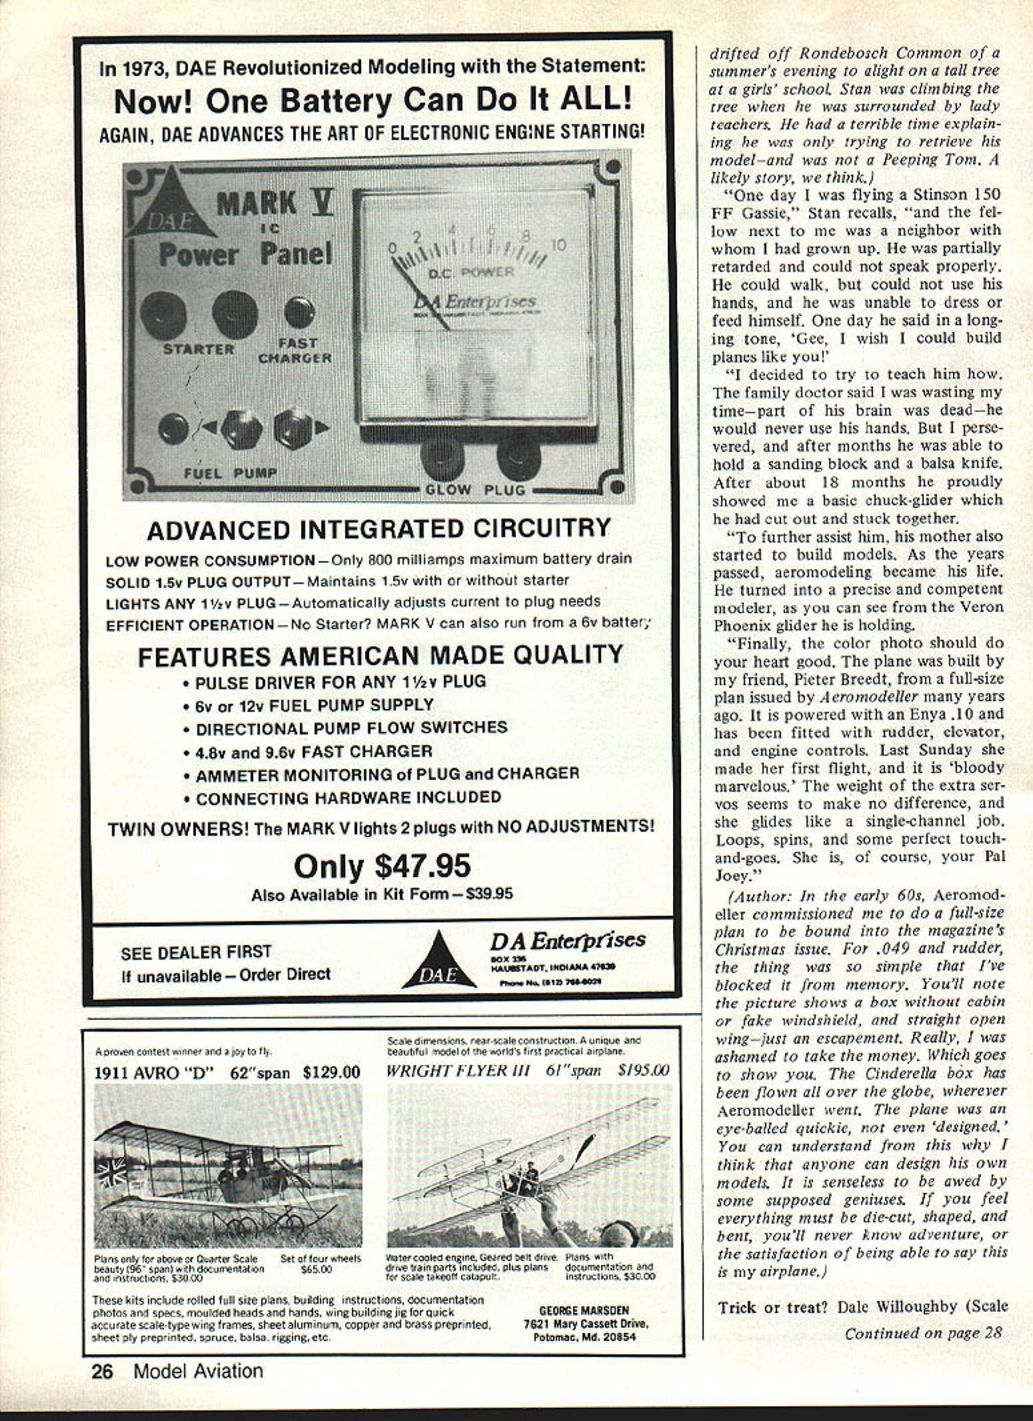 In 1973, DAE Revolutionized Modeling with the Statement:
Now! One Battery Can Do It ALL!
AGAIN, DAE ADVANCES THE ART OF ELECTRONIC ENGINE STARTING!
DAE
MARK V
IC
Power Panel
STARTER
FAST
CHARGER
FUEL PUMP
0 2 4 6 8 10
D.C. POWER
D A Enterprises
GLOW PLUG
ADVANCED INTEGRATED CIRCUITRY
LOW POWER CONSUMPTION — Only 800 milliamps maximum battery drain
SOLID 1.5v PLUG OUTPUT — Maintains 1.5v with or without starter
LIGHTS ANY 1½v PLUG — Automatically adjusts current to plug needs
EFFICIENT OPERATION — No Starter? MARK V can also run from a 6v battery
FEATURES AMERICAN MADE QUALITY
• PULSE DRIVER FOR ANY 1½v PLUG
• 6v or 12v FUEL PUMP SUPPLY
• DIRECTIONAL PUMP FLOW SWITCHES
• 4.8v and 9.6v FAST CHARGER
• AMMETER MONITORING of PLUG and CHARGER
• CONNECTING HARDWARE INCLUDED
TWIN OWNERS! The MARK V lights 2 plugs with NO ADJUSTMENTS!
Only $47.95
Also Available in Kit Form — $39.95
SEE DEALER FIRST
If unavailable — Order Direct
DAE
D A Enterprises
BOX 336
HAUBSTADT, INDIANA 47639
Phone No. (812)
A proven contest winner and a joy to fly.
1911 AVRO "D" 62" span $129.00
Plans only for above or Quarter Scale
beauty (96" span) with documentation
and instructions, $30.00
Set of four wheels
$65.00
Scale dimensions, near-scale construction. A unique and
beautiful model of the world's first practical airplane.
WRIGHT FLYER III 61" span $195.00
Water cooled engine, Geared belt drive,
drive train parts included, plus plans
for scale takeoff catapult.
Plans with
documentation and
instructions, $30.00
These kits include rolled full size plans, building instructions, documentation
photos and specs, moulded heads and hands, wing building jig for quick
accurate scale-type wing frames, sheet aluminum, copper and brass preprinted,
sheet ply preprinted, spruce, balsa, rigging, etc.
GEORGE MARSDEN
7621 Mary Cassett Drive,
Potomac, Md. 20854
26 Model Aviation
drifted off Rondebosch Common of a
summer's evening to alight on a tall tree
at a girls' school. Stan was climbing the
tree when he was surrounded by lady
teachers. He had a terrible time explain-
ing he was only trying to retrieve his
model—and was not a Peeping Tom. A
likely story, we think.)
"One day I was flying a Stinson 150
FF Gassie," Stan recalls, "and the fel-
low next to me was a neighbor with
whom I had grown up. He was partially
retarded and could not speak properly.
He could walk, but could not use his
hands, and he was unable to dress or
feed himself. One day he said in a long-
ing tone, 'Gee, I wish I could build
planes like you!'
"I decided to try to teach him how.
The family doctor said I was wasting my
time—part of his brain was dead—he
would never use his hands. But I perse-
vered, and after months he was able to
hold a sanding block and a balsa knife.
After about 18 months he proudly
showed me a basic chuck-glider which
he had cut out and stuck together.
"To further assist him, his mother also
started to build models. As the years
passed, aeromodeling became his life.
He turned into a precise and competent
modeler, as you can see from the Veron
Phoenix glider he is holding.
"Finally, the color photo should do
your heart good. The plane was built by
my friend, Pieter Breedt, from a full-size
plan issued by Aeromodeller many years
ago. It is powered with an Enya .10 and
has been fitted with rudder, elevator,
and engine controls. Last Sunday she
made her first flight, and it is 'bloody
marvelous.' The weight of the extra ser-
vos seems to make no difference, and
she glides like a single-channel job.
Loops, spins, and some perfect touch-
and-goes. She is, of course, your Pal
Joey."
(Author: In the early 60s, Aeromod-
eller commissioned me to do a full-size
plan to be bound into the magazine's
Christmas issue. For .049 and rudder,
the thing was so simple that I've
blocked it from memory. You'll note
the picture shows a box without cabin
or fake windshield, and straight open
wing—just an escapement. Really, I was
ashamed to take the money. Which goes
to show you. The Cinderella box has
been flown all over the globe, wherever
Aeromodeller went. The plane was an
eye-balled quickie, not even 'designed.'
You can understand from this why I
think that anyone can design his own
models. It is senseless to be awed by
some supposed geniuses. If you feel
everything must be die-cut, shaped, and
bent, you'll never know adventure, or
the satisfaction of being able to say this
is my airplane.)
Trick or treat? Dale Willoughby (Scale
Continued on page 28